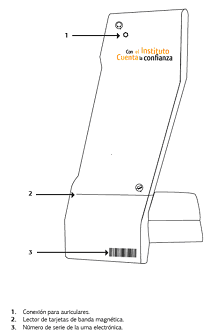 1
Con el Instituto
Cuenta la confianza
2
3
1. Conexión para auriculares.
2. Lector de tarjetas de banda magnética.
3. Número de serie de la urna electrónica.